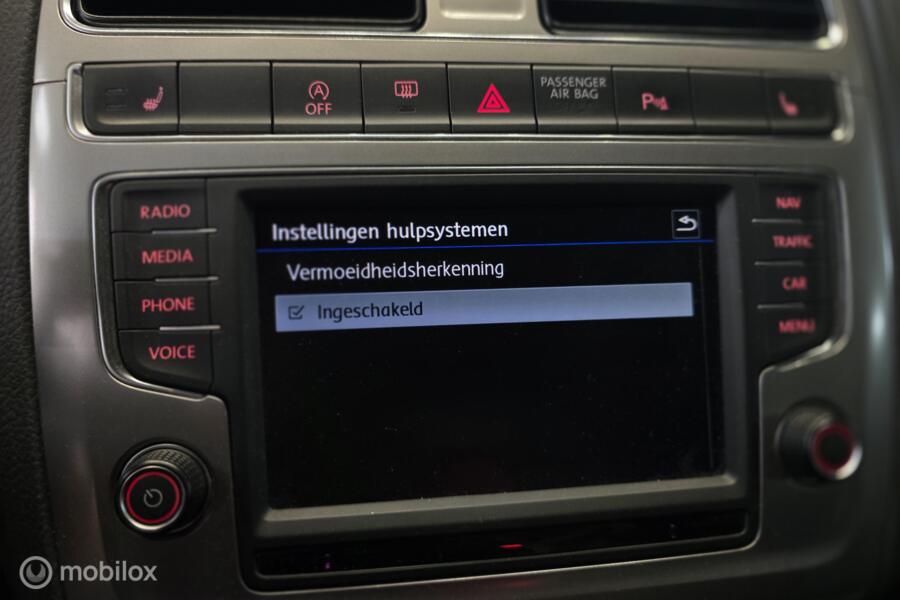 A
OFF
PASSENGER
AIR BAG
P
RADIO
MEDIA
PHONE
VOICE
Instellingen hulpsystemen
Vermoeidheidsherkenning
Ingeschakeld
NAV
TRAFFIC
CAR
MENU
mobilox